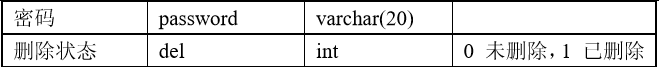 密码 password varchar(20)
删除状态 del int 0 未删除，1 已删除